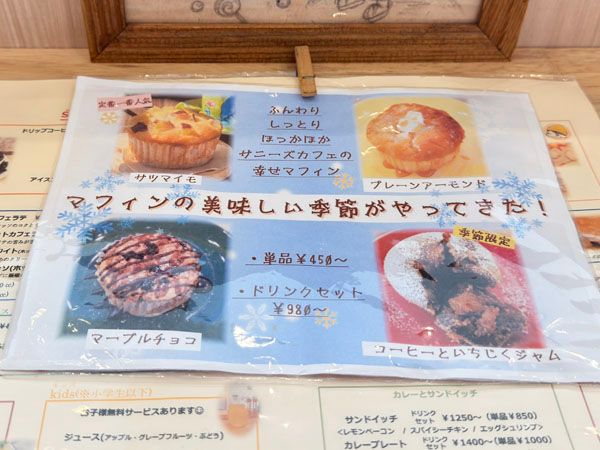 ドリップコーヒ
アイス
定番一番人気
サツマイモ
ふんわり
しっとり
ほっかほか
サニーズカフェの
幸せマフィン
プレーンアーモンド
マフィンの美味しい季節がやってきた!
マーブルチョコ
・単品¥450〜
・ドリンクセット
¥980〜
季節限定
コーヒーといちじくジャム
kids(※小学生以下)
お子様無料サービスあります☺
ジュース(アップル・グレープフルーツ・ぶどう)
カレーとサンドイッチ
サンドイッチ ドリンクセット ¥1250〜(単品¥850)
<レモンベーコン / スパイシーチキン / エッグシュリンプ>
カレープレート ドリンクセット ¥1400〜(単品¥1000)